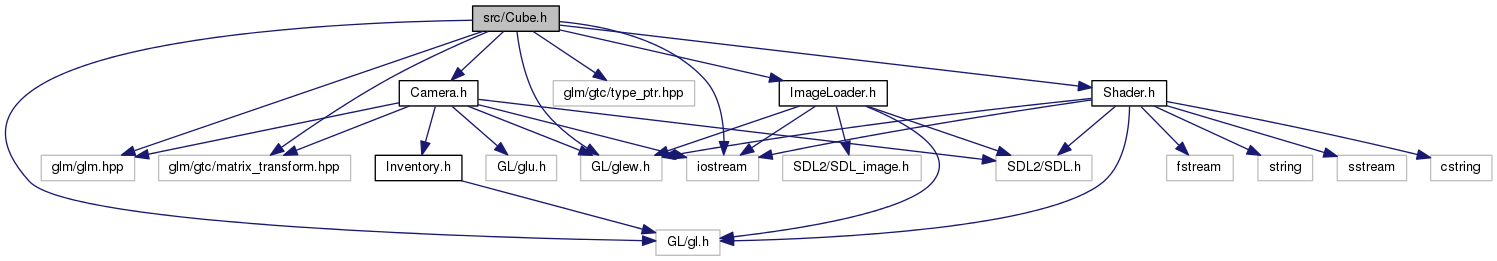 src/Cube.h
Camera.h
glm/gtc/type_ptr.hpp
ImageLoader.h
Shader.h
glm/glm.hpp
glm/gtc/matrix_transform.hpp
Inventory.h
GL/glu.h
GL/glew.h
iostream
SDL2/SDL_image.h
SDL2/SDL.h
fstream
string
sstream
cstring
GL/gl.h